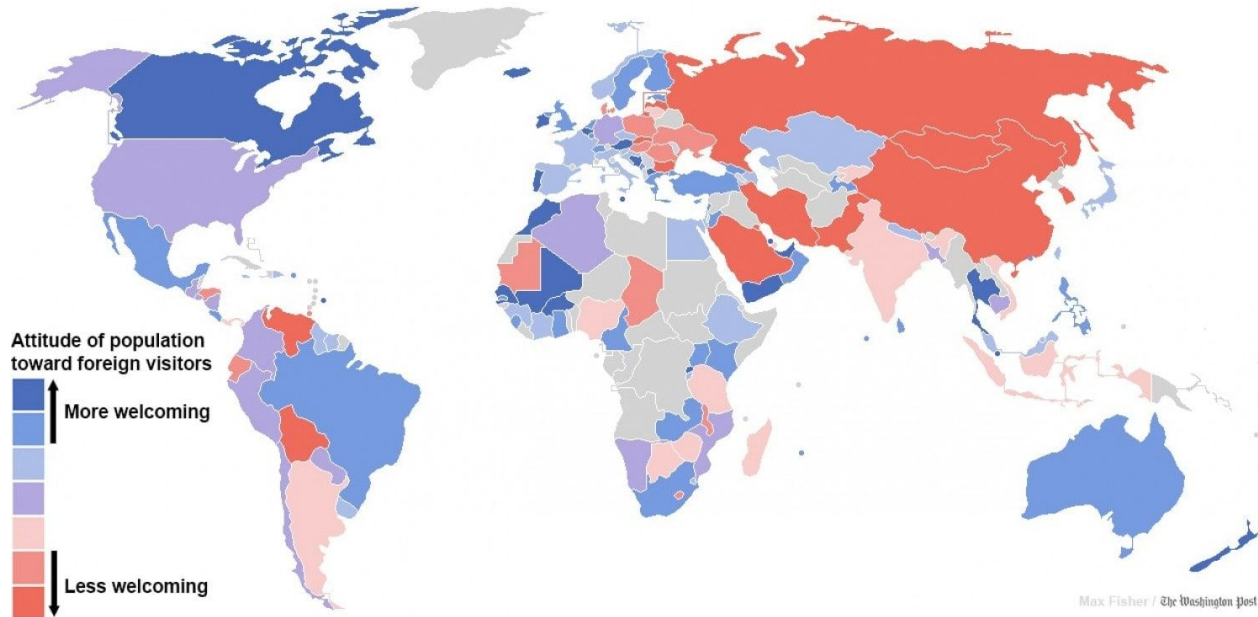 Attitude of population
toward foreign visitors
More welcoming
Less welcoming
Max Fisher / The Washington Post